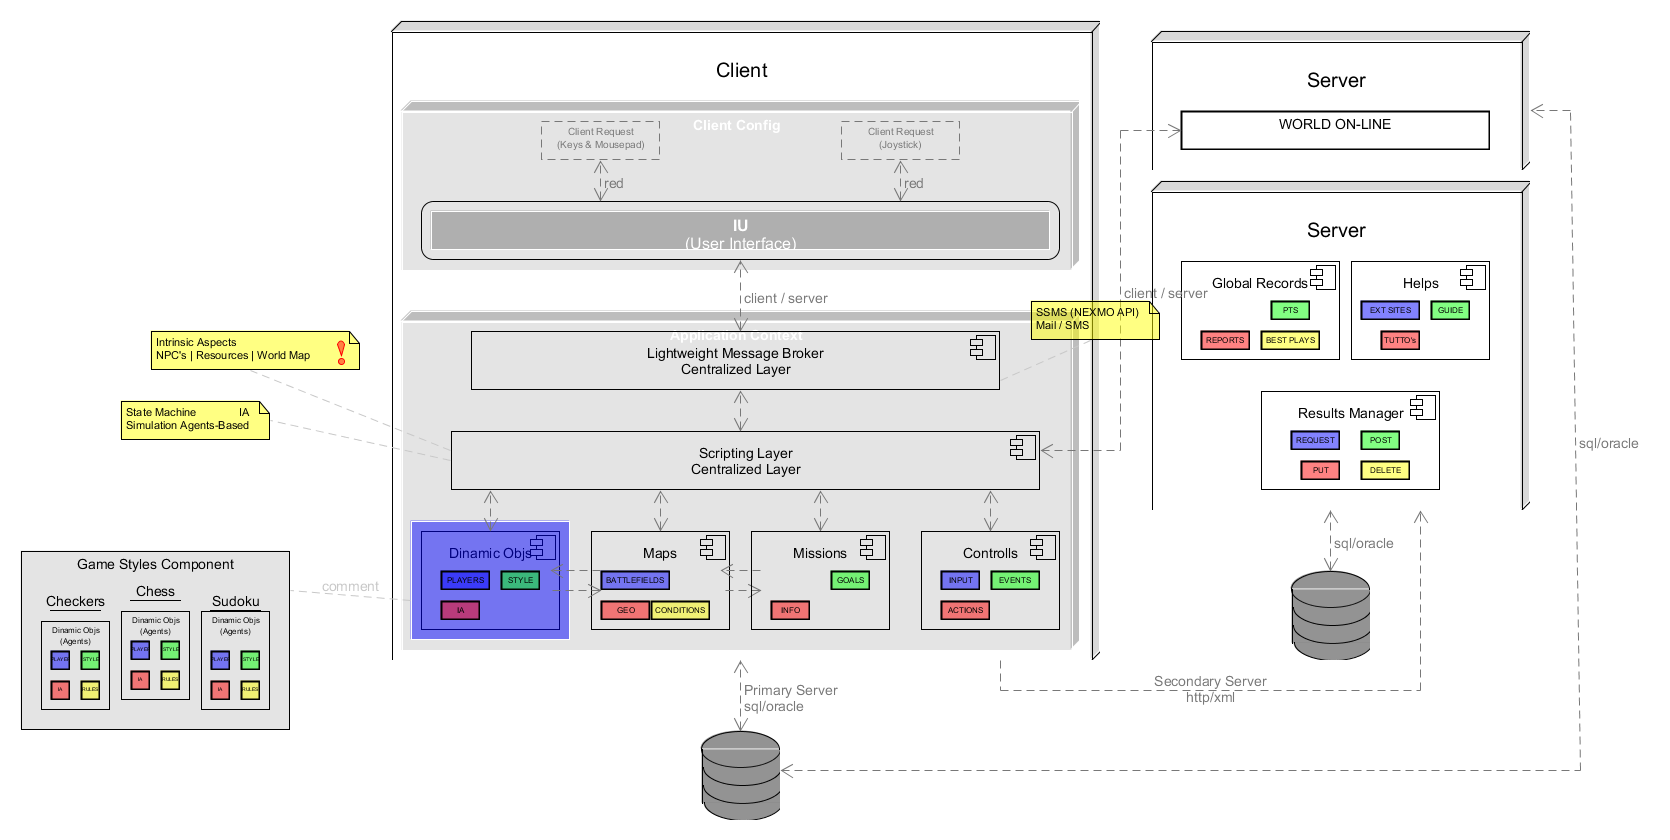 Client
Client Config
Client Request
(Keys & Mousepad)
Client Request
(Joystick)
red
red
IU
(User Interface)
client / server
Application Context
Lightweight Message Broker
Centralized Layer
SSMS (NEXMO API)
Mail / SMS
client / server
Intrinsic Aspects
NPC's | Resources | World Map
State Machine IA
Simulation Agents-Based
Scripting Layer
Centralized Layer
Dinamic Objs
PLAYERS
STYLE
IA
Maps
BATTLEFIELDS
GEO
CONDITIONS
Missions
GOALS
INFO
Controlls
INPUT
EVENTS
ACTIONS
Game Styles Component
comment
Checkers
Dinamic Objs
(Agents)
PLAYER
STYLE
IA
RULES
Chess
Dinamic Objs
(Agents)
PLAYER
STYLE
IA
RULES
Sudoku
Dinamic Objs
(Agents)
PLAYER
STYLE
IA
RULES
Primary Server
sql/oracle
Secondary Server
http/xml
Server
WORLD ON-LINE
Server
Global Records
PTS
REPORTS
BEST PLAYS
Helps
EXT SITES
GUIDE
TUTTO's
Results Manager
REQUEST
POST
PUT
DELETE
sql/oracle
sql/oracle